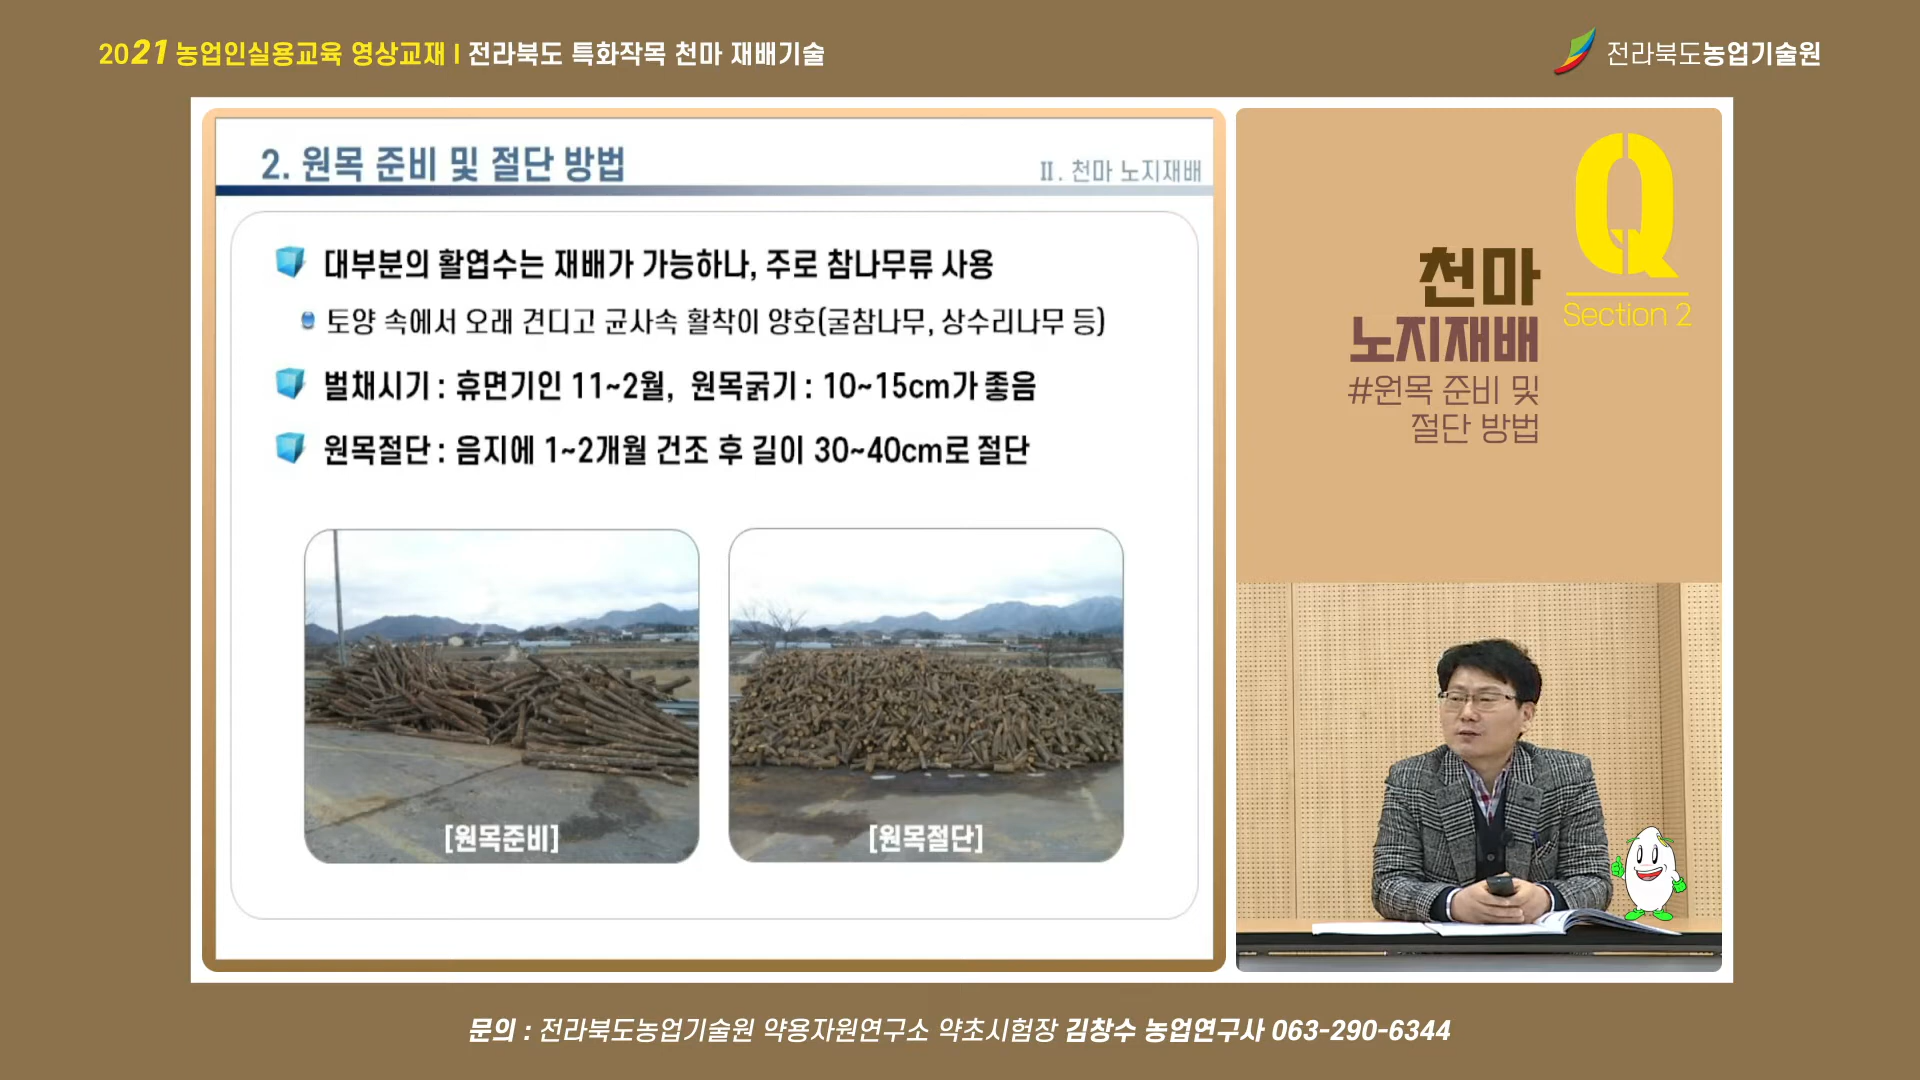 2021 농업인실용교육 영상교재 I 전라북도 특화작목 천마 재배기술
전라북도농업기술원
2. 원목 준비 및 절단 방법
Ⅱ. 천마 노지재배
대부분의 활엽수는 재배가 가능하나, 주로 참나무류 사용
토양 속에서 오래 견디고 균사속 활착이 양호(굴참나무, 상수리나무 등)
벌채시기 : 휴면기인 11~2월, 원목굵기 : 10~15cm가 좋음
원목절단 : 음지에 1~2개월 건조 후 길이 30~40cm로 절단
[원목준비]
[원목절단]
Q
Section 2
천마
노지재배
#원목 준비 및
절단 방법
문의 : 전라북도농업기술원 약용자원연구소 약초시험장 김창수 농업연구사 063-290-6344